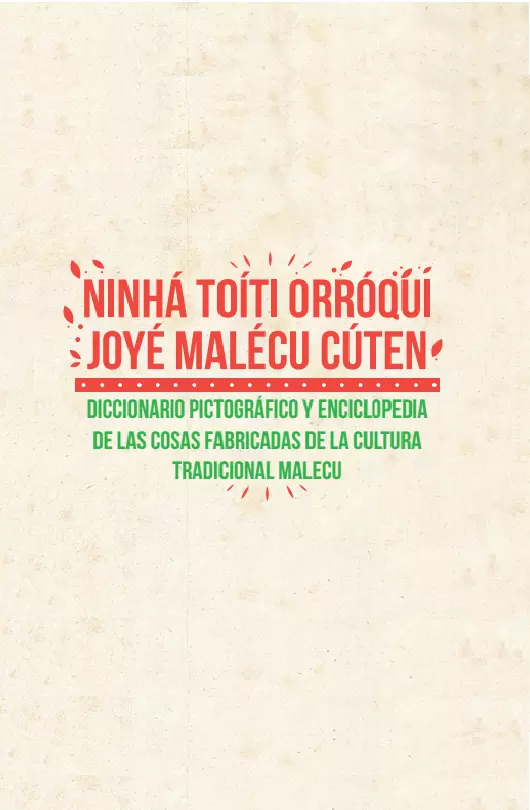 NINHÁ TOÍTI ORRÓQUI
JOYÉ MALÉCU CÚTEN
DICCIONARIO PICTOGRÁFICO Y ENCICLOPEDIA
DE LAS COSAS FABRICADAS DE LA CULTURA
TRADICIONAL MALECU